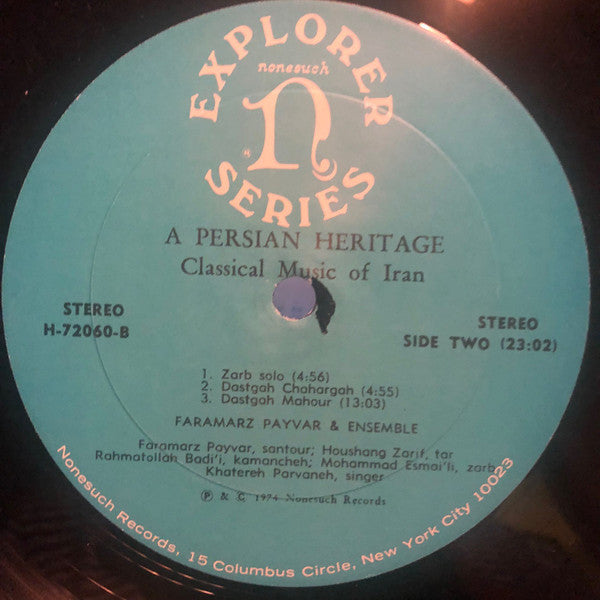 EXPLORER
nonesuch
n
®
SERIES
A PERSIAN HERITAGE
Classical Music of Iran
STEREO
H-72060-B
STEREO
SIDE TWO (23:02)
1. Zarb solo (4:56)
2. Dastgah Chahargah (4:55)
3. Dastgah Mahour (13:03)
FARAMARZ PAYVAR & ENSEMBLE
Faramarz Payvar, santour; Houshang Zarif, tar
Rahmatollah Badi'i, kamancheh; Mohammad Esmai'li, zarb
Khatereh Parvaneh, singer
℗ & © 1974 Nonesuch Records
Nonesuch Records, 15 Columbus Circle, New York City 10023